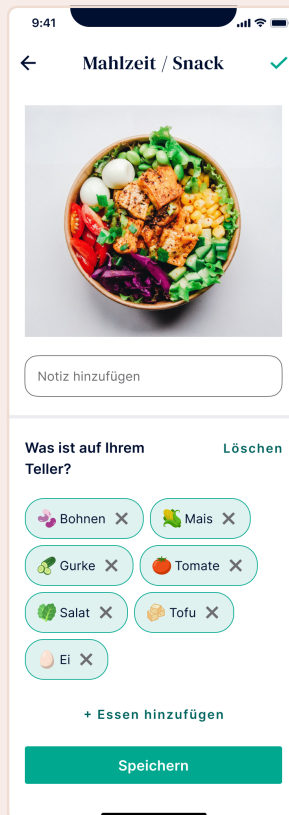 9:41
Mahlzeit / Snack
Notiz hinzufügen
Was ist auf Ihrem
Teller?
Löschen
Bohnen
Mais
Gurke
Tomate
Salat
Tofu
Ei
+ Essen hinzufügen
Speichern